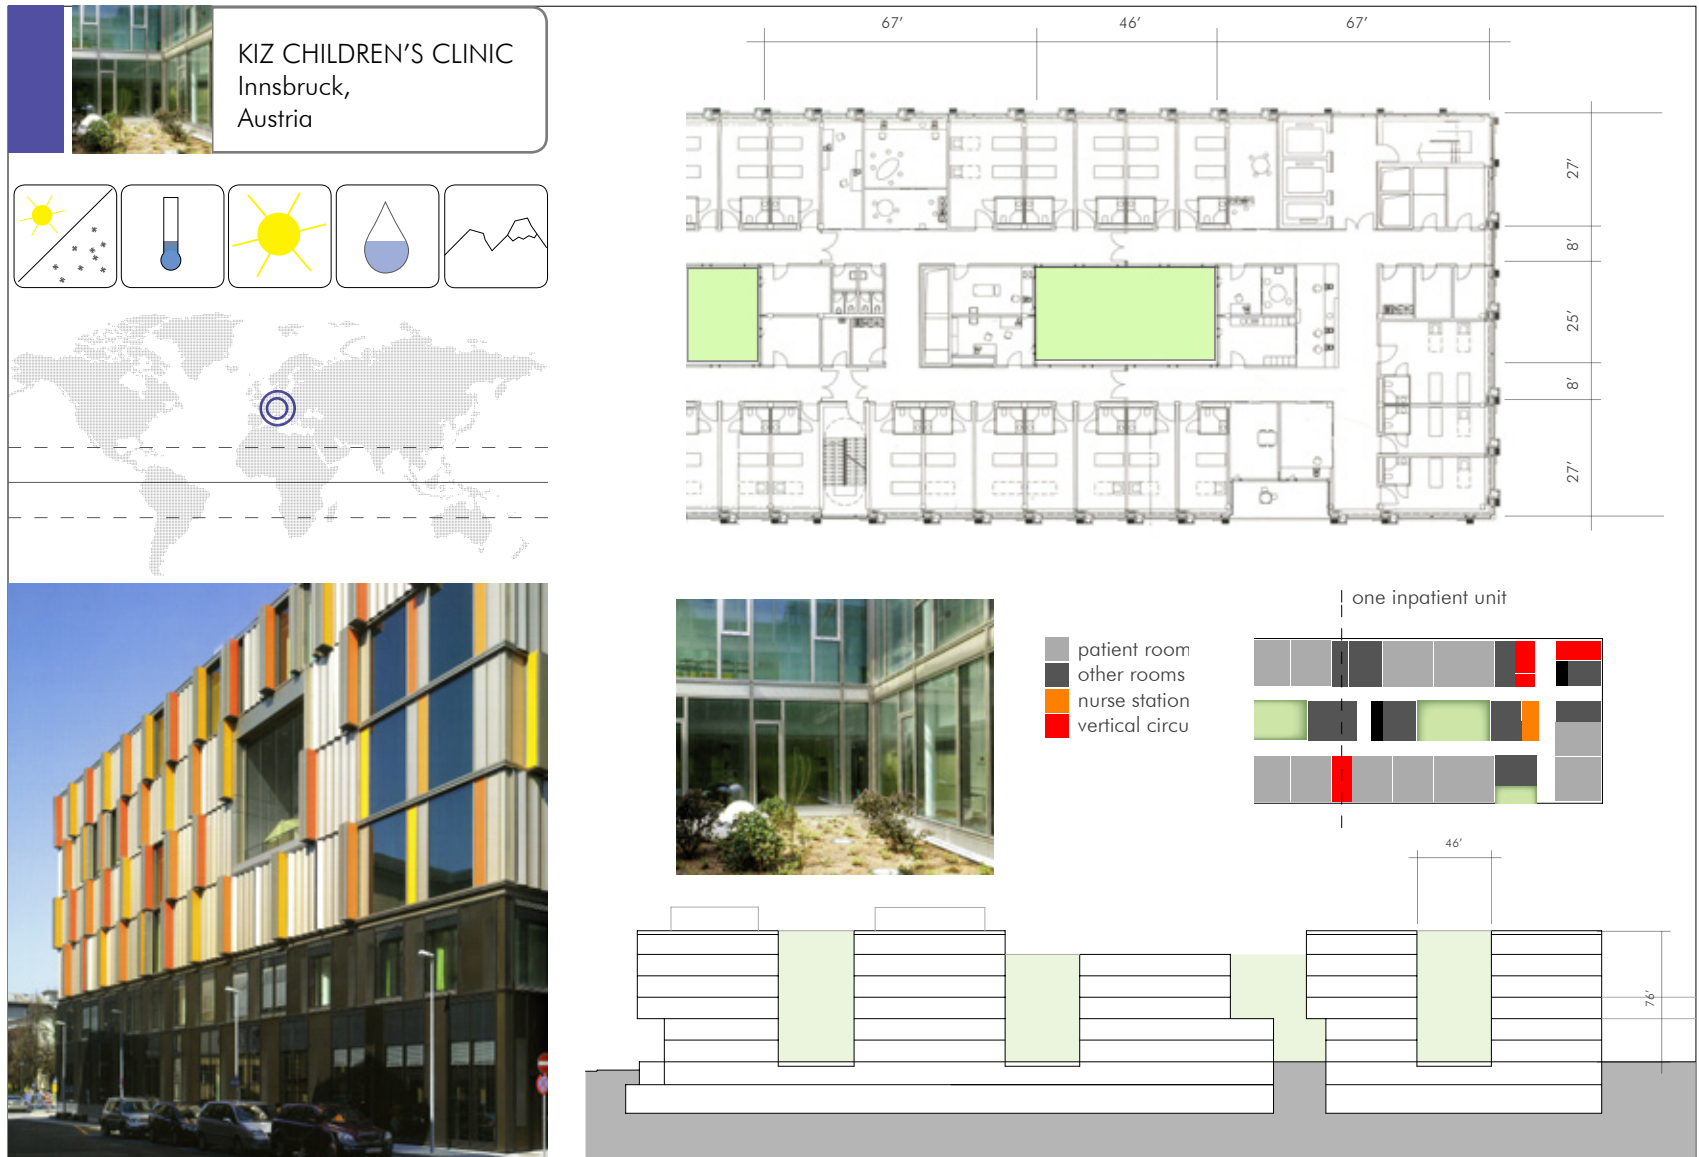 KIZ CHILDREN'S CLINIC
Innsbruck,
Austria
67' 46' 67'
27'
8'
25'
8'
27'
one inpatient unit
patient room
other rooms
nurse station
vertical circu
46'
76'